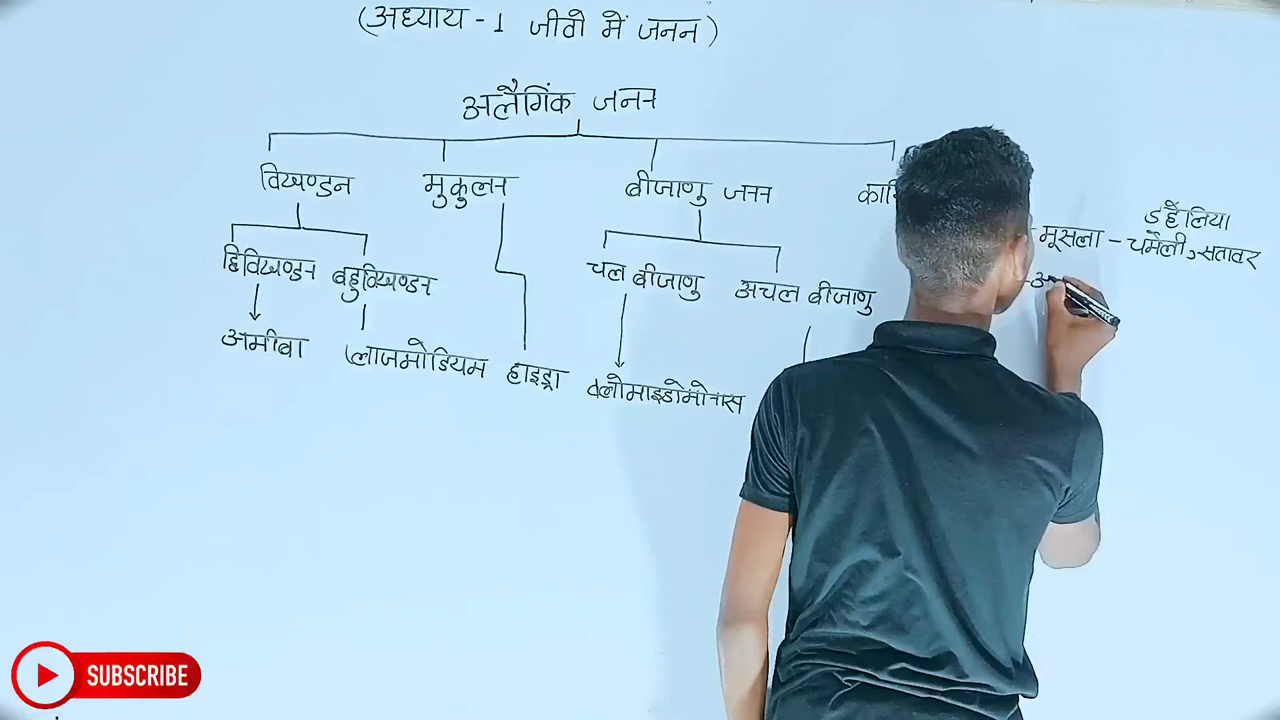 (अध्याय - 1 जीवो में जनन)
अलैगिंक जनन
विखण्डन मुकुलन बीजाणु जनन
द्विविखण्डन बहुविखण्डन चल बीजाणु अचल बीजाणु
मूसला - चमेली, सतावर
डहैलिया
अमीबा प्लाजमोडियम हाइड्रा क्लोमाइडोमोनास
SUBSCRIBE